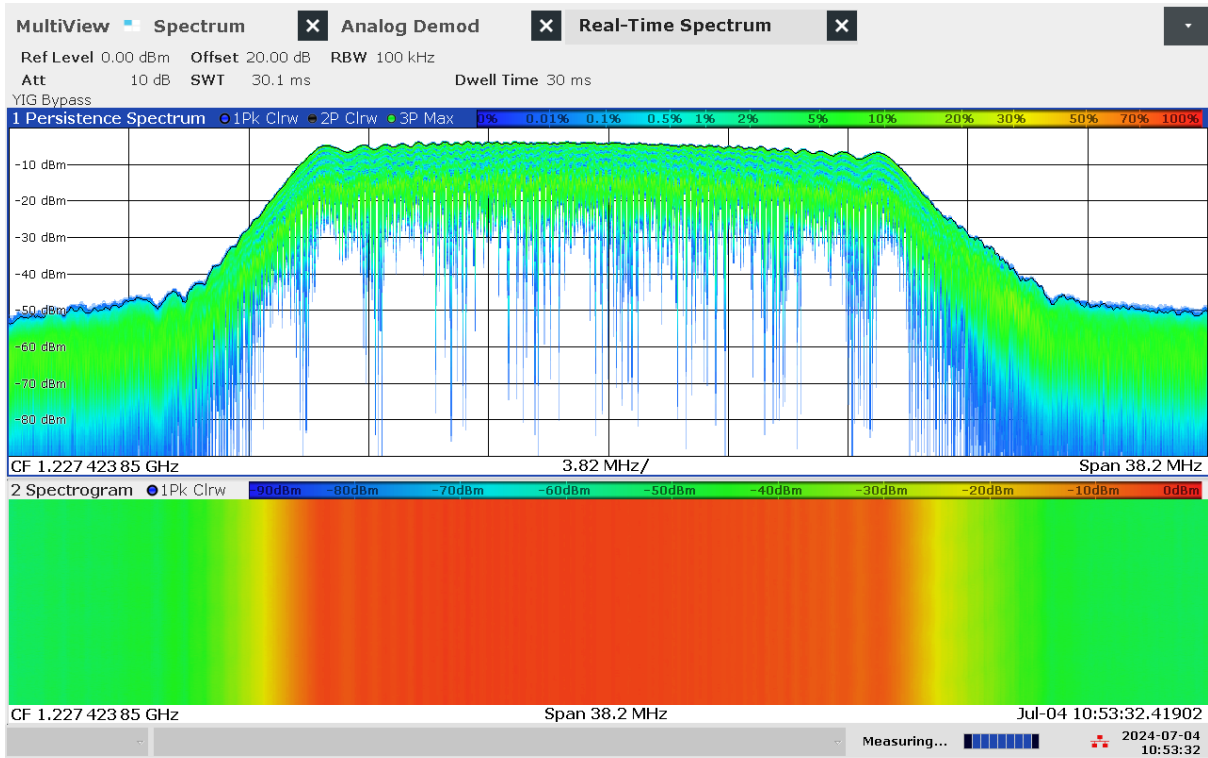 MultiView Spectrum X Analog Demod X Real-Time Spectrum X
Ref Level 0.00 dBm Offset 20.00 dB RBW 100 kHz
Att 10 dB SWT 30.1 ms Dwell Time 30 ms
YIG Bypass
1 Persistence Spectrum 1Pk Clrw 2P Clrw 3P Max 0% 0.01% 0.1% 0.5% 1% 2% 5% 10% 20% 30% 50% 70% 100%
-10 dBm
-20 dBm
-30 dBm
-40 dBm
-50 dBm
-60 dBm
-70 dBm
-80 dBm
CF 1.227 423 85 GHz 3.82 MHz/ Span 38.2 MHz
2 Spectrogram 1Pk Clrw -90dBm -80dBm -70dBm -60dBm -50dBm -40dBm -30dBm -20dBm -10dBm 0dBm
CF 1.227 423 85 GHz Span 38.2 MHz Jul-04 10:53:32.41902
Measuring... 2024-07-04
10:53:32